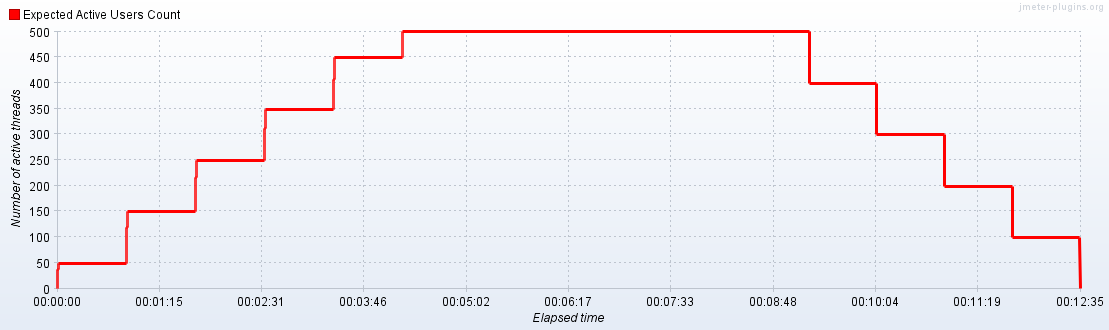 jmeter-plugins.org
Expected Active Users Count
500
450
400
350
300
250
200
150
100
50
0
Number of active threads
00:00:00 00:01:15 00:02:31 00:03:46 00:05:02 00:06:17 00:07:33 00:08:48 00:10:04 00:11:19 00:12:35
Elapsed time